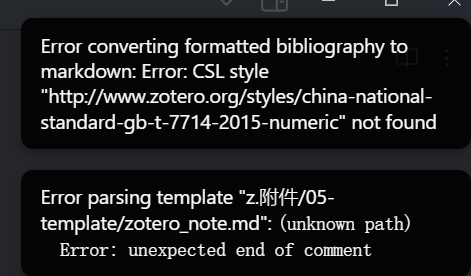 Error converting formatted bibliography to
markdown: Error: CSL style
"http://www.zotero.org/styles/china-national-
standard-gb-t-7714-2015-numeric" not found
Error parsing template "z.附件/05-
template/zotero_note.md": (unknown path)
Error: unexpected end of comment